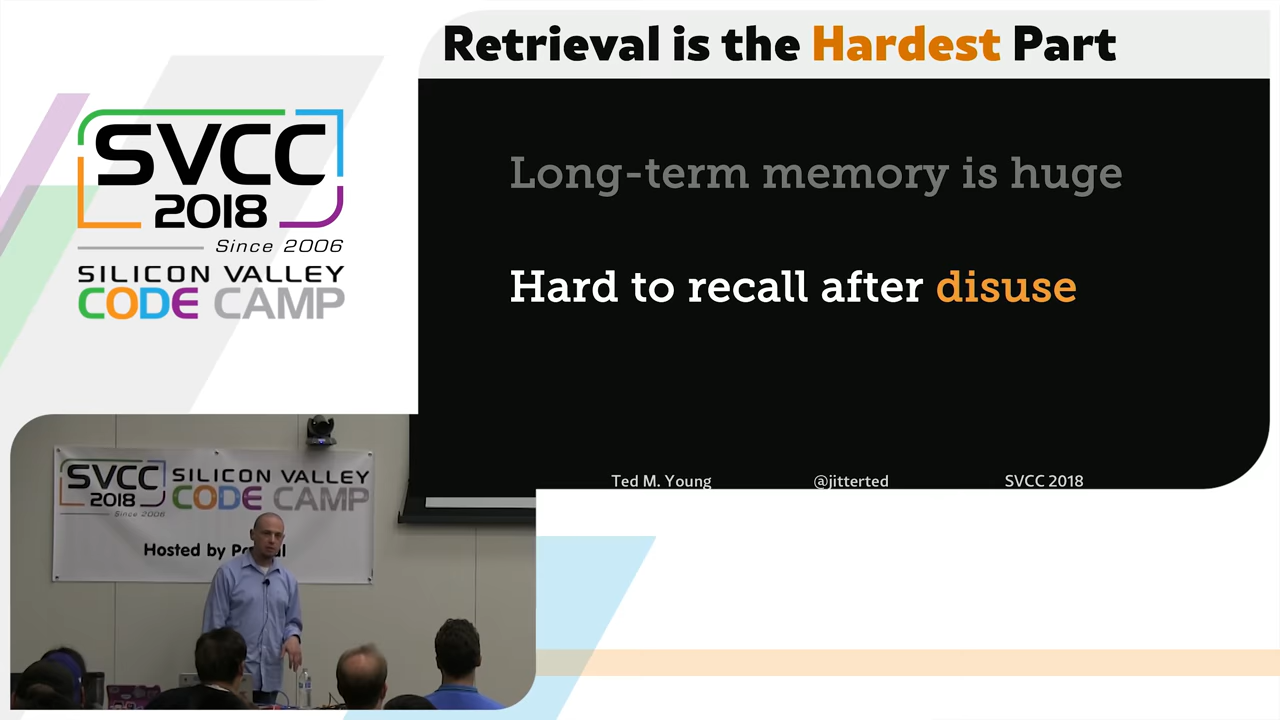 Retrieval is the Hardest Part
SVCC
2018
Since 2006
SILICON VALLEY
CODE CAMP
Long-term memory is huge
Hard to recall after disuse
Ted M. Young
@jitterted
SVCC 2018
SVCC
2018
Since 2006
SILICON VALLEY
CODE CAMP
Hosted by